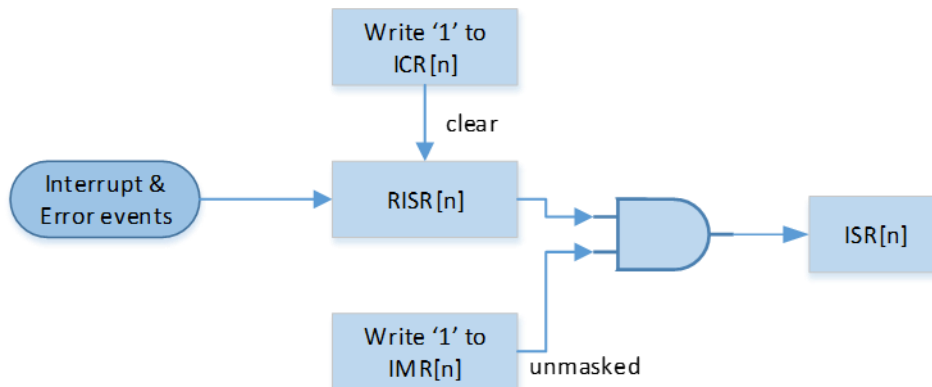 Write ‘1’ to
ICR[n]
clear
Interrupt &
Error events
RISR[n]
ISR[n]
Write ‘1’ to
IMR[n]
unmasked